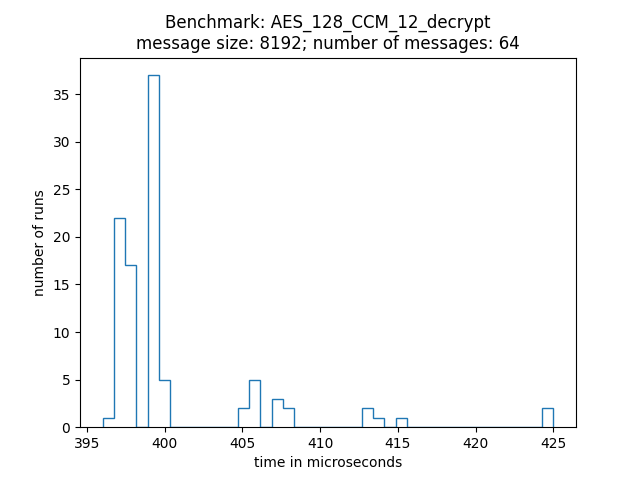 Benchmark: AES_128_CCM_12_decrypt
message size: 8192; number of messages: 64
number of runs
35
30
25
20
15
10
5
0
395 400 405 410 415 420 425
time in microseconds